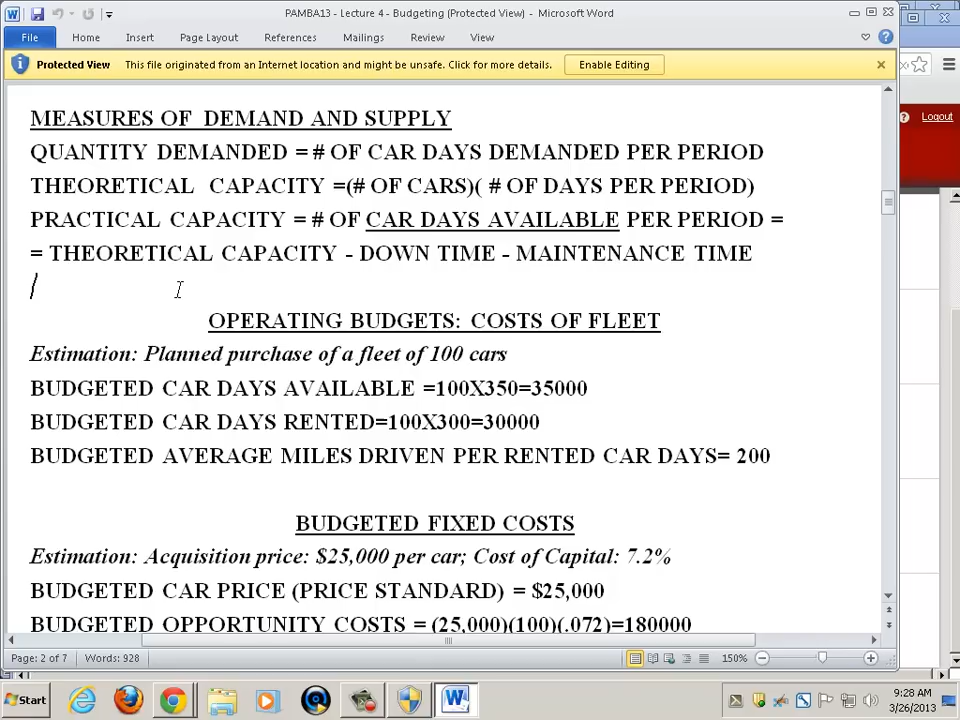 PAMBA13 - Lecture 4 - Budgeting (Protected View) - Microsoft Word
File Home Insert Page Layout References Mailings Review View
Protected View This file originated from an Internet location and might be unsafe. Click for more details. Enable Editing
Logout
MEASURES OF DEMAND AND SUPPLY
QUANTITY DEMANDED = # OF CAR DAYS DEMANDED PER PERIOD
THEORETICAL CAPACITY =(# OF CARS)( # OF DAYS PER PERIOD)
PRACTICAL CAPACITY = # OF CAR DAYS AVAILABLE PER PERIOD =
= THEORETICAL CAPACITY - DOWN TIME - MAINTENANCE TIME
OPERATING BUDGETS: COSTS OF FLEET
Estimation: Planned purchase of a fleet of 100 cars
BUDGETED CAR DAYS AVAILABLE =100X350=35000
BUDGETED CAR DAYS RENTED=100X300=30000
BUDGETED AVERAGE MILES DRIVEN PER RENTED CAR DAYS= 200
BUDGETED FIXED COSTS
Estimation: Acquisition price: $25,000 per car; Cost of Capital: 7.2%
BUDGETED CAR PRICE (PRICE STANDARD) = $25,000
BUDGETED OPPORTUNITY COSTS = (25,000)(100)(.072)=180000
Page: 2 of 7 Words: 928 150%
Start 9:28 AM
3/26/2013